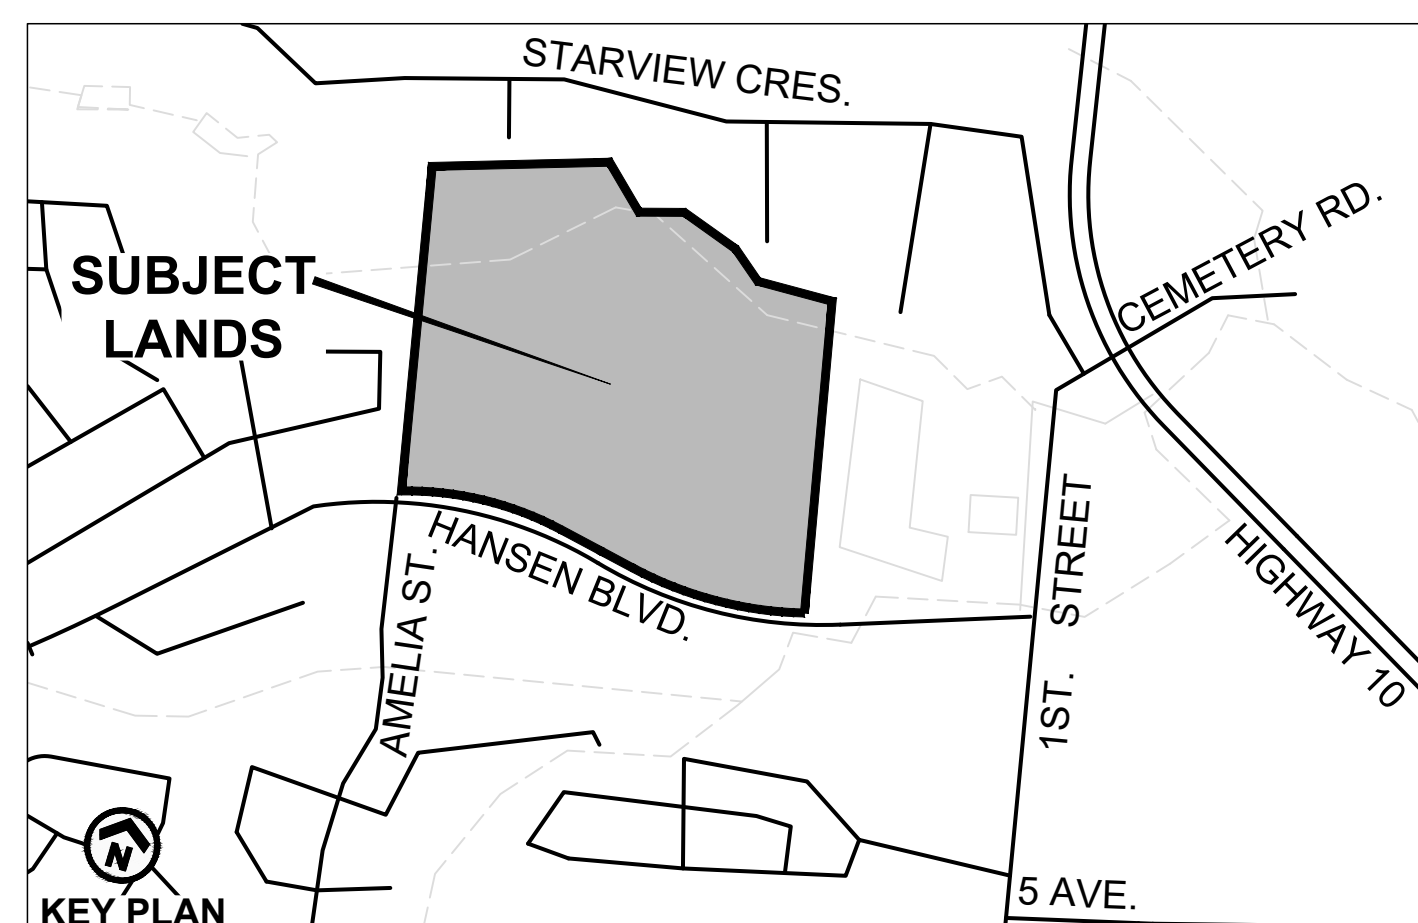 STARVIEW CRES.
CEMETERY RD.
SUBJECT
LANDS
HANSEN BLVD.
AMELIA ST.
1ST. STREET
HIGHWAY 10
5 AVE.
N
KEY PLAN